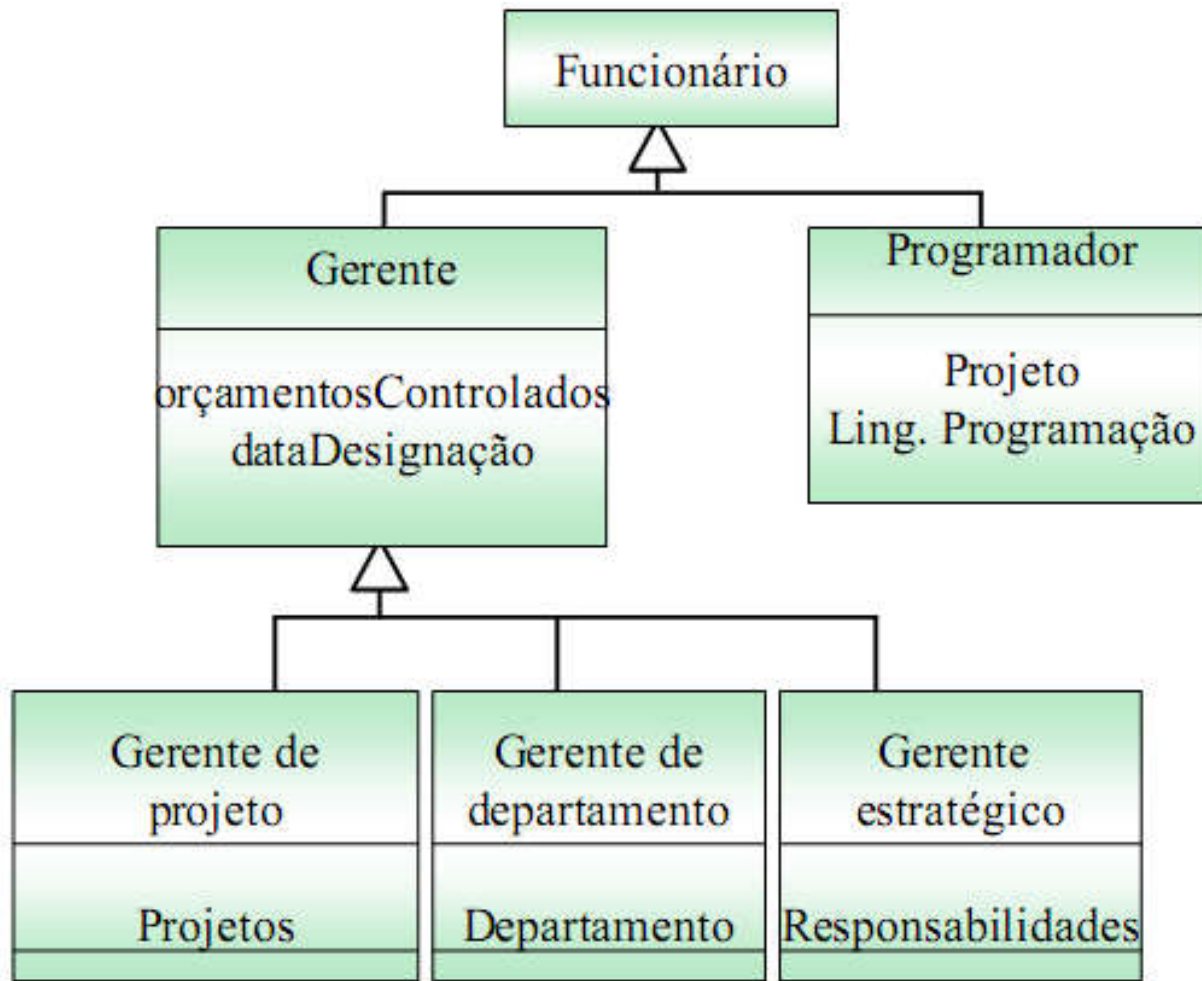 Funcionário
Gerente
orçamentosControlados
dataDesignação
Programador
Projeto
Ling. Programação
Gerente de
projeto
Projetos
Gerente de
departamento
Departamento
Gerente
estratégico
Responsabilidades